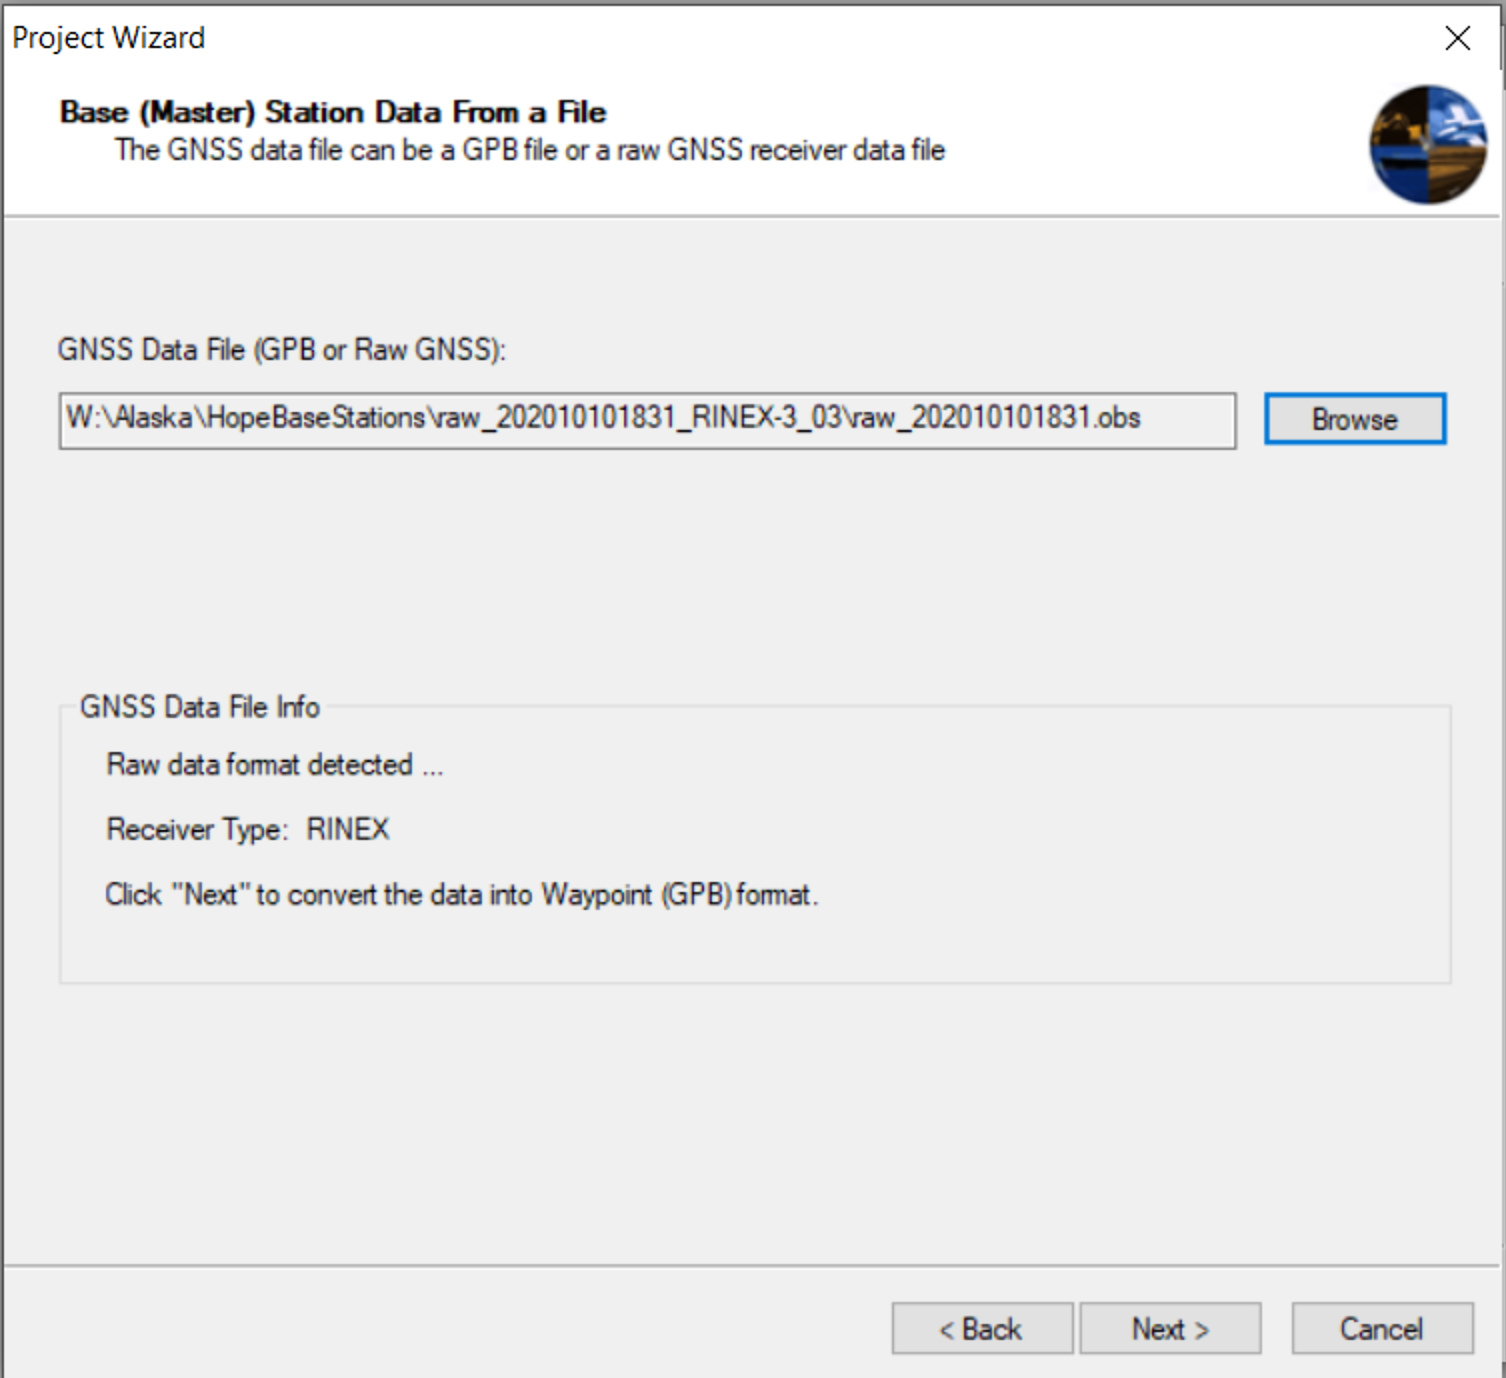 Project Wizard
Base (Master) Station Data From a File
The GNSS data file can be a GPB file or a raw GNSS receiver data file
GNSS Data File (GPB or Raw GNSS):
W:\Alaska\HopeBaseStations\raw_202010101831_RINEX-3_03\raw_202010101831.obs
Browse
GNSS Data File Info
Raw data format detected ...
Receiver Type: RINEX
Click "Next" to convert the data into Waypoint (GPB) format.
< Back
Next >
Cancel